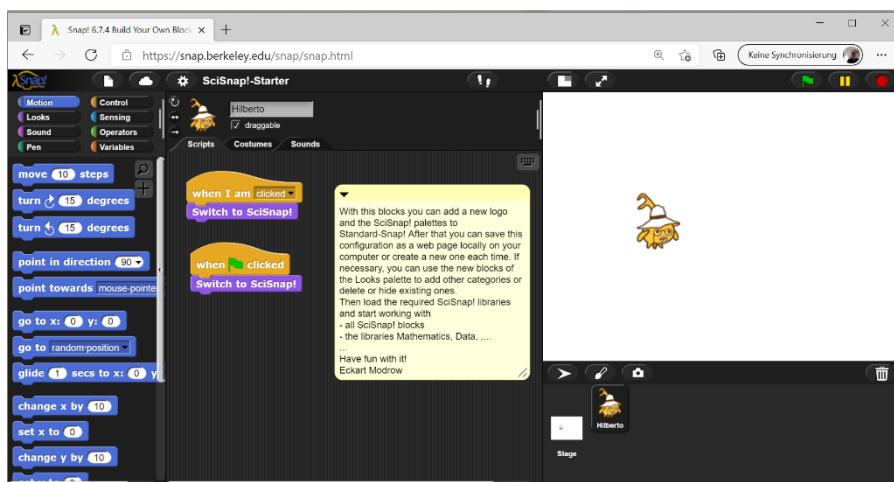 Snap! 6.7.4 Build Your Own Bloc
https://snap.berkeley.edu/snap/snap.html
Keine Synchronisierung
Snap!
SciSnap!-Starter
Motion
Control
Looks
Sensing
Sound
Operators
Pen
Variables
Hilberto
draggable
Scripts Costumes Sounds
move 10 steps
turn 15 degrees
turn 15 degrees
point in direction 90
point towards mouse-pointe
go to x: 0 y: 0
go to random position
glide 1 secs to x: 0 y
change x by 10
set x to 0
change y by 10
when I am clicked
Switch to SciSnap!
when clicked
Switch to SciSnap!
With this blocks you can add a new logo
and the SciSnap! palettes to
Standard-Snap! After that you can save this
configuration as a web page locally on your
computer or create a new one each time. If
necessary, you can use the new blocks of
the Looks palette to add other categories or
delete or hide existing ones.
Then load the required SciSnap! libraries
and start working with
- all SciSnap! blocks
- the libraries Mathematics, Data, ....
...
Have fun with it!
Eckart Modrow
Stage
Hilberto